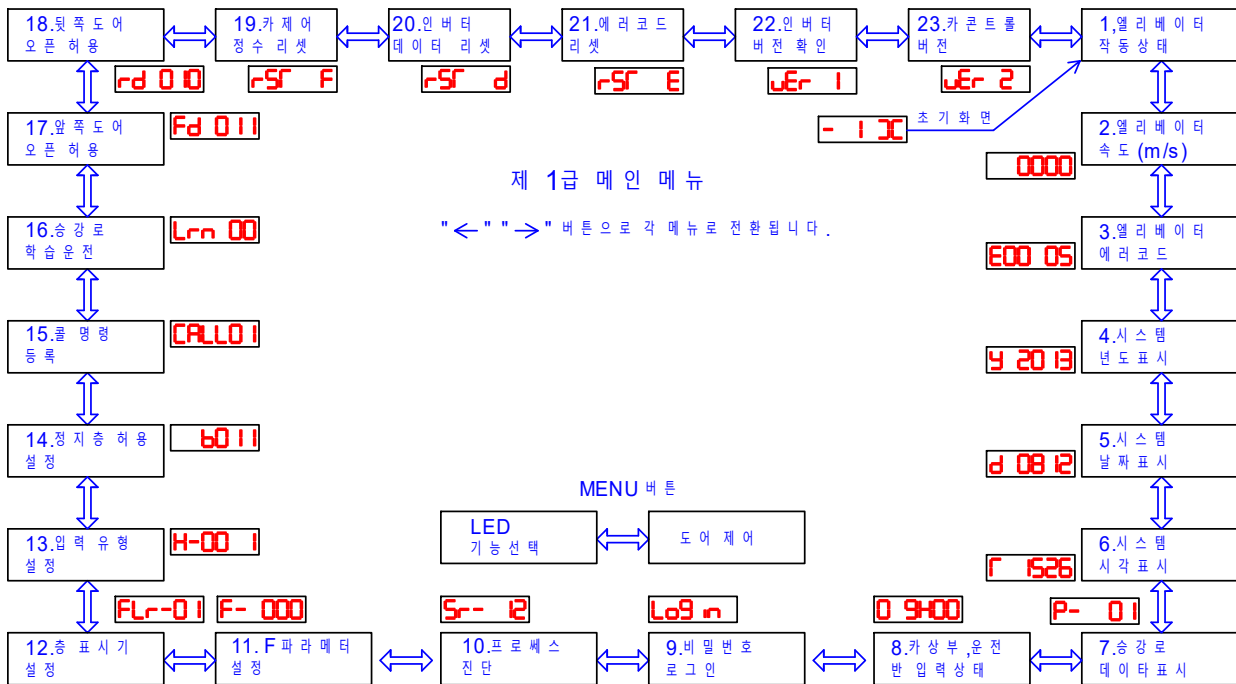 18.뒷쪽도어
오픈 허용
19.카제어
정수 리셋
20.인버터
데이터 리셋
21.에러코드
리셋
22.인버터
버전 확인
23.카콘트롤
버전
1,엘리베이터
작동상태
rd 010
rST F
rST d
rST E
uEr 1
uEr 2
17.앞쪽도어
오픈 허용
Fd 011
초기화면
2.엘리베이터
속도(m/s)
0000
제 1급 메인 메뉴
"←" "→" 버튼으로 각 메뉴로 전환됩니다.
16.승강로
학습운전
Lrn 00
3.엘리베이터
에러코드
E00 05
15.콜 명령
등록
CALL01
4.시스템
년도표시
y 2013
14.정지층 허용
설정
b011
5.시스템
날짜표시
d 0812
MENU 버튼
LED
기능선택
도어 제어
13.입력 유형
설정
H-00 1
6.시스템
시각표시
T 1526
FLr-01
F- 000
Sr-- 12
Log in
0 9H00
P- 01
12.층 표시기
설정
11.F파라메터
설정
10.프로쎄스
진단
9.비밀번호
로그인
8.카상부,운전
반 입력상태
7.승강로
데이타표시